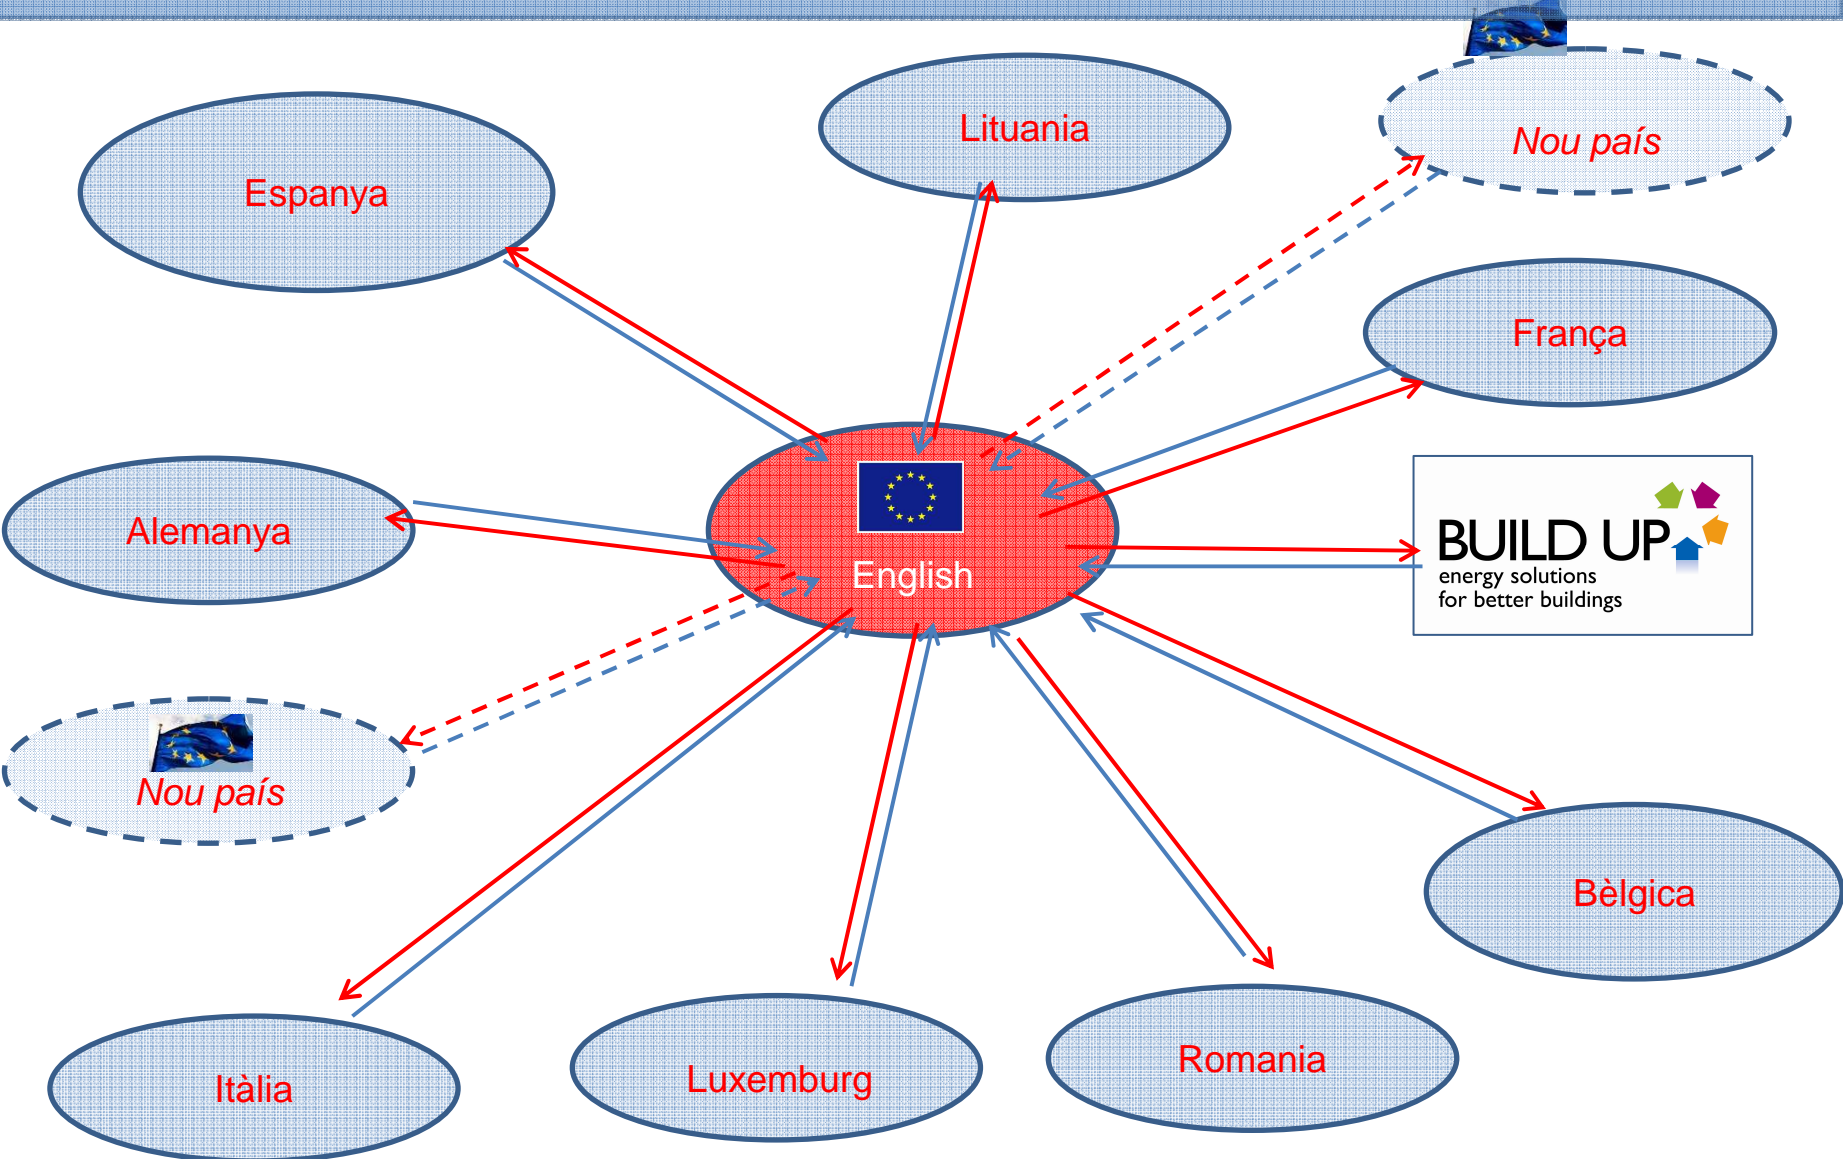 Lituania
Nou país
Espanya
França
Alemanya
BUILD UP
energy solutions
for better buildings
English
Nou país
Bèlgica
Itàlia
Luxemburg
Romania